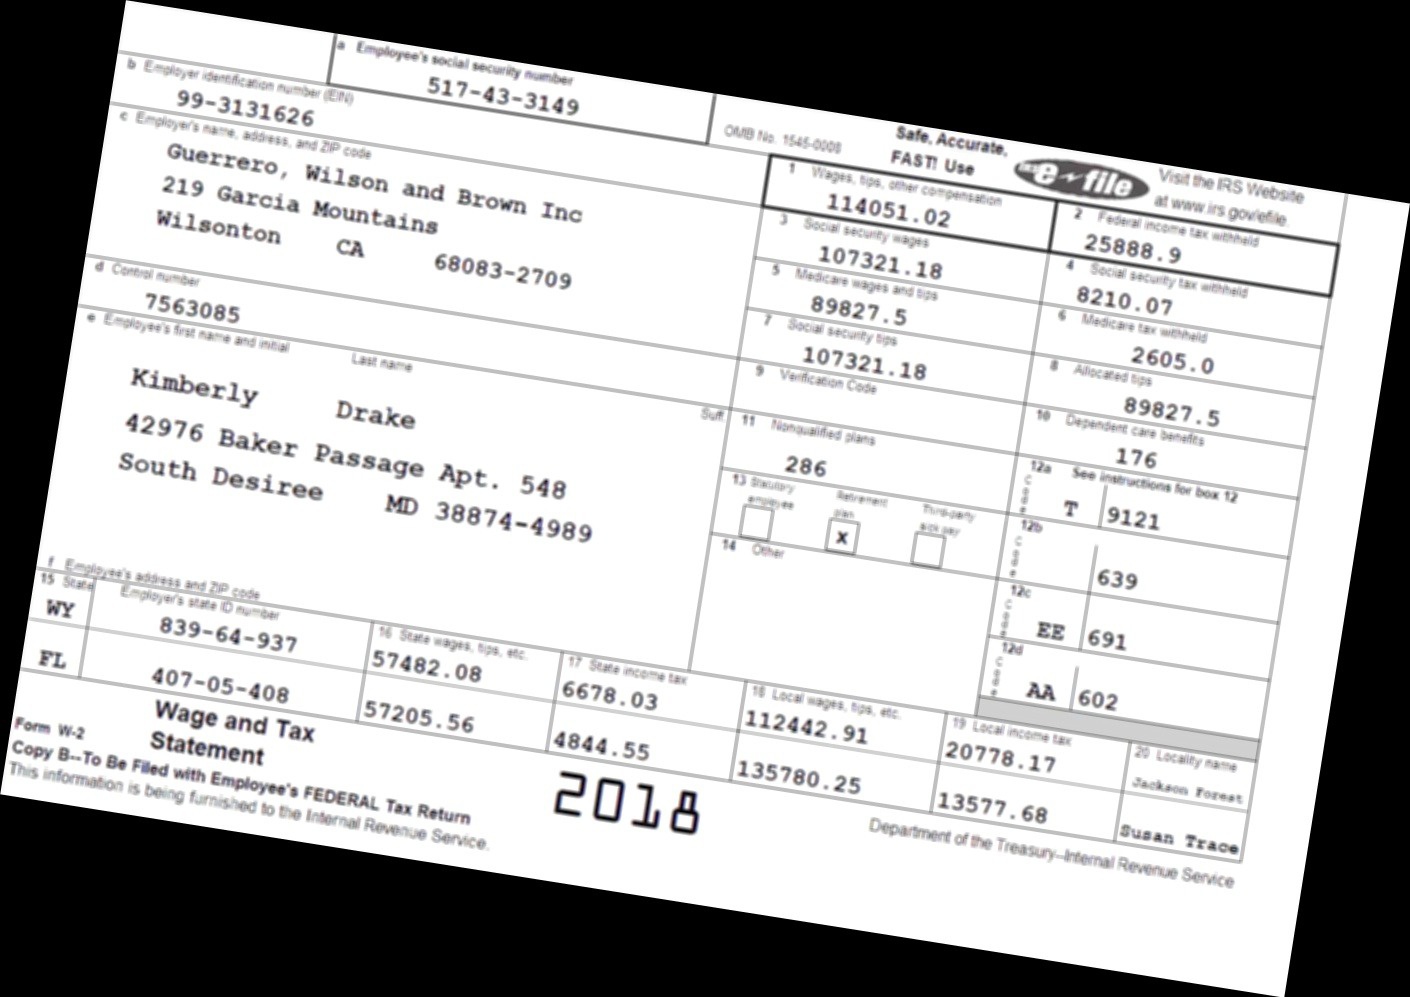 a Employee's social security number
517-43-3149
b Employer identification number (EIN)
99-3131626
OMB No. 1545-0008
Safe, Accurate,
FAST! Use
IRS e~file
Visit the IRS Website
at www.irs.gov/efile.
c Employer's name, address, and ZIP code
Guerrero, Wilson and Brown Inc
219 Garcia Mountains
Wilsonton CA 68083-2709
1 Wages, tips, other compensation
114051.02
2 Federal income tax withheld
25888.9
3 Social security wages
107321.18
4 Social security tax withheld
8210.07
5 Medicare wages and tips
89827.5
6 Medicare tax withheld
2605.0
d Control number
7563085
7 Social security tips
107321.18
8 Allocated tips
89827.5
e Employee's first name and initial Last name Suff.
Kimberly Drake
42976 Baker Passage Apt. 548
South Desiree MD 38874-4989
9 Verification Code
10 Dependent care benefits
176
11 Nonqualified plans
286
12a See instructions for box 12
Code T 9121
13 Statutory employee Retirement plan Third-party sick pay
x
12b
Code 639
14 Other
12c
Code EE 691
12d
Code AA 602
f Employee's address and ZIP code
15 State Employer's state ID number
WY 839-64-937
FL 407-05-408
16 State wages, tips, etc.
57482.08
57205.56
17 State income tax
6678.03
4844.55
18 Local wages, tips, etc.
112442.91
135780.25
19 Local income tax
20778.17
13577.68
20 Locality name
Jackson Forest
Susan Trace
Form W-2
Wage and Tax
Statement
2018
Copy B--To Be Filed with Employee's FEDERAL Tax Return
This information is being furnished to the Internal Revenue Service.
Department of the Treasury--Internal Revenue Service